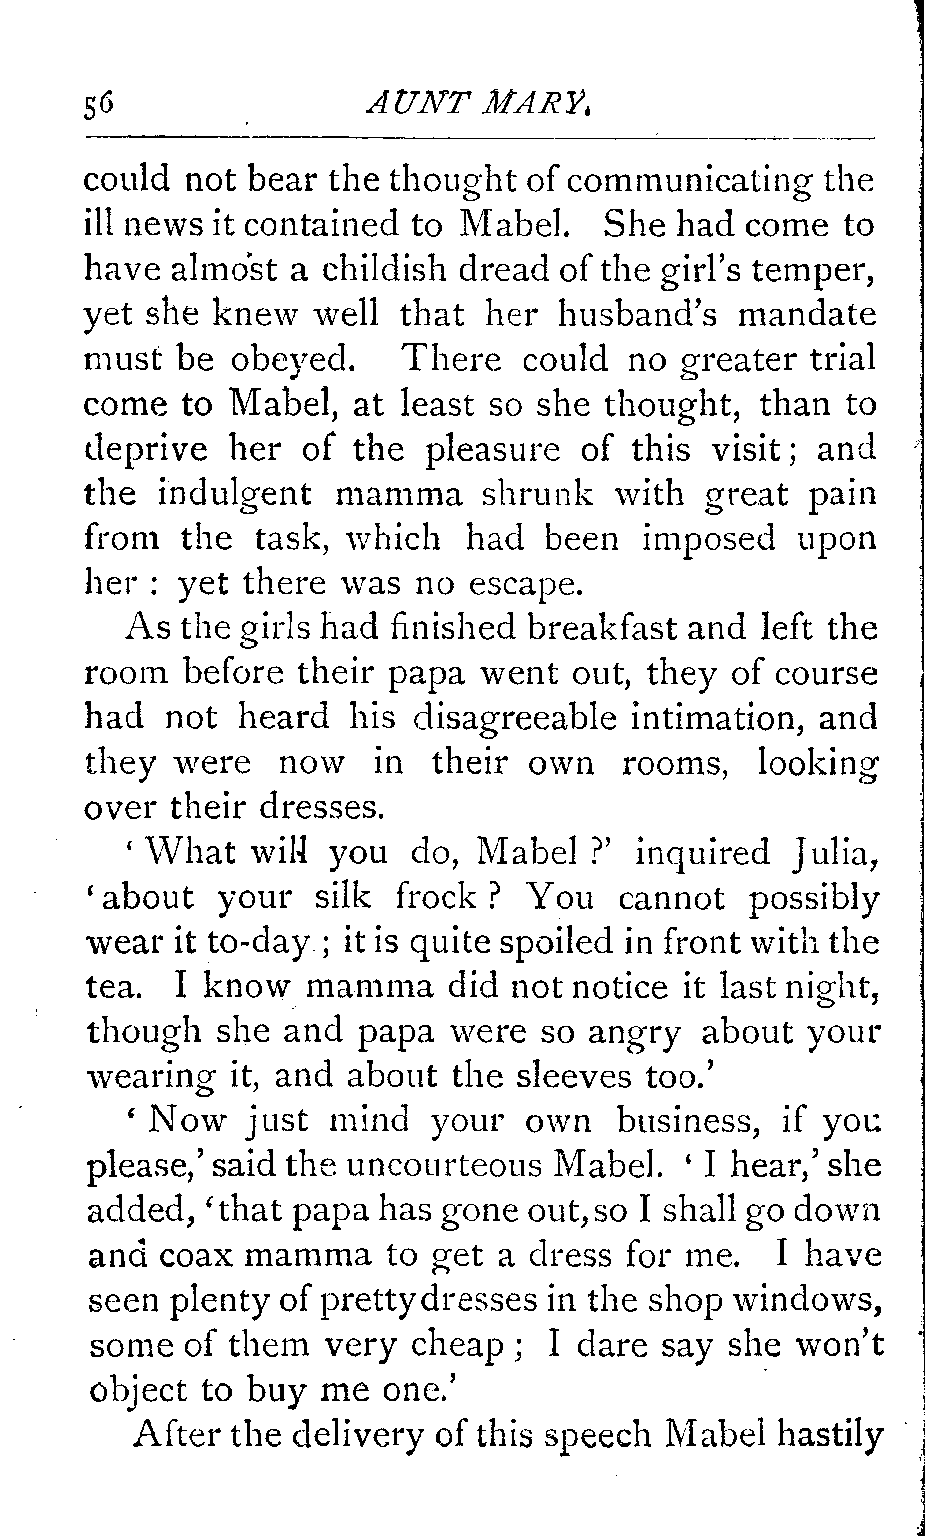 56 AUNT MARY.
could not bear the thought of communicating the
ill news it contained to Mabel. She had come to
have almost a childish dread of the girl's temper,
yet she knew well that her husband's mandate
must be obeyed. There could no greater trial
come to Mabel, at least so she thought, than to
deprive her of the pleasure of this visit; and
the indulgent mamma shrunk with great pain
from the task, which had been imposed upon
her : yet there was no escape.
As the girls had finished breakfast and left the
room before their papa went out, they of course
had not heard his disagreeable intimation, and
they were now in their own rooms, looking
over their dresses.
‘ What will you do, Mabel ?’ inquired Julia,
‘about your silk frock ? You cannot possibly
wear it to-day ; it is quite spoiled in front with the
tea. I know mamma did not notice it last night,
though she and papa were so angry about your
wearing it, and about the sleeves too.’
‘ Now just mind your own business, if you
please,’ said the uncourteous Mabel. ‘ I hear,’ she
added, ‘that papa has gone out, so I shall go down
and coax mamma to get a dress for me. I have
seen plenty of pretty dresses in the shop windows,
some of them very cheap ; I dare say she won't
object to buy me one.’
After the delivery of this speech Mabel hastily